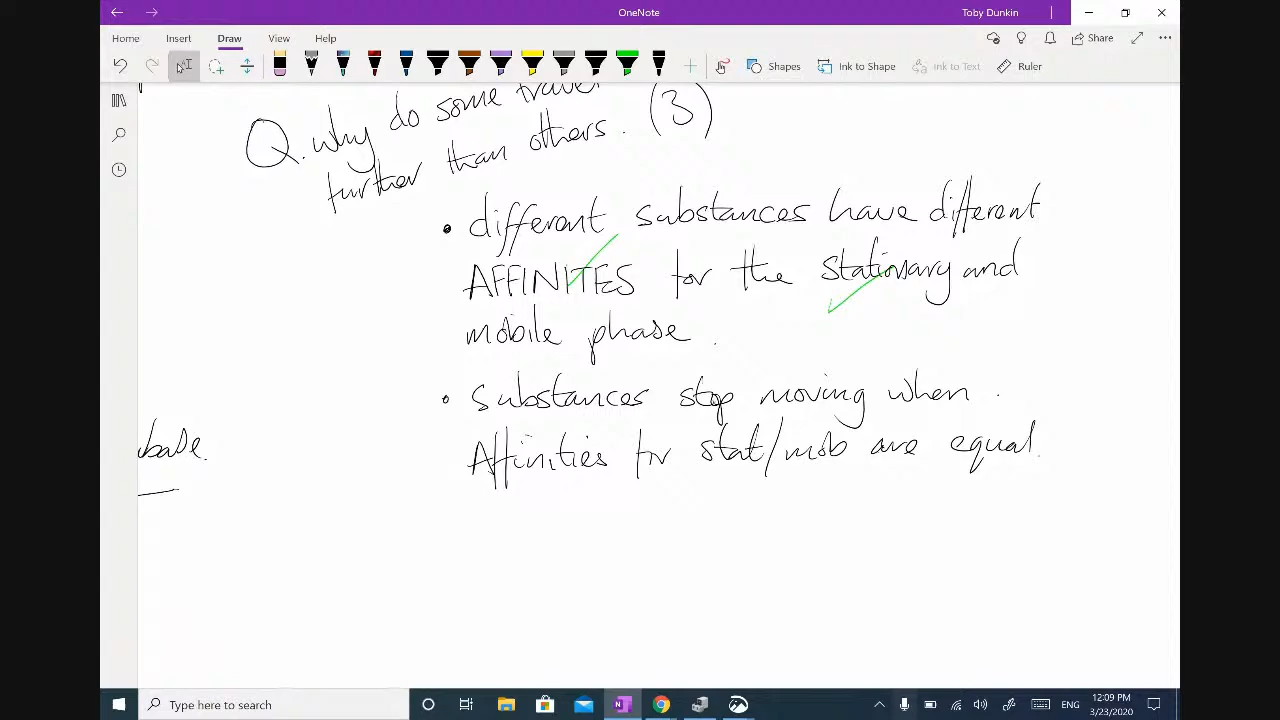 OneNote
Toby Dunkin
Home Insert Draw View Help
Share
Shapes Ink to Shape Ink to Text Ruler
Q. why do some travel
further than others. (3)
• different substances have different
AFFINITES for the stationary and
mobile phase.
• substances stop moving when
Affinities for stat/mob are equal.
Type here to search
ENG
12:09 PM
3/23/2020